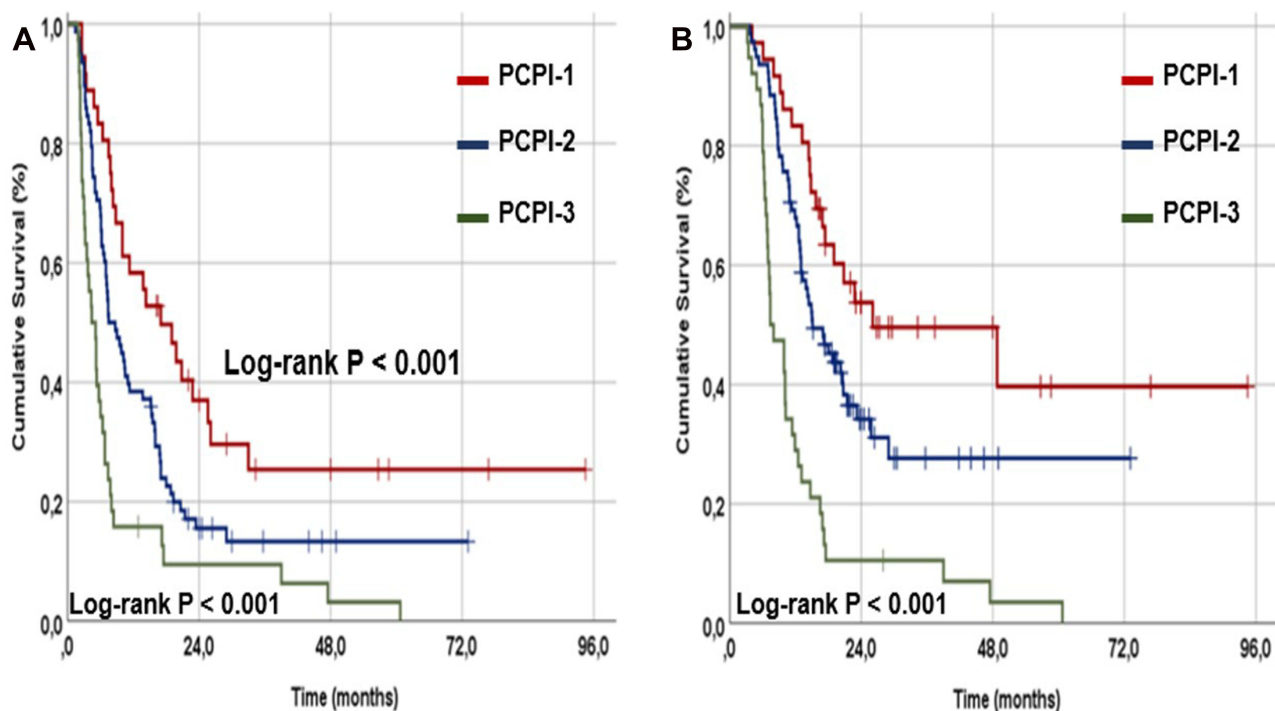 A
Cumulative Survival (%)
1,0
0,8
0,6
0,4
0,2
0,0
PCPI-1
PCPI-2
PCPI-3
Log-rank P < 0.001
Log-rank P < 0.001
,0 24,0 48,0 72,0 96,0
Time (months)
B
Cumulative Survival (%)
1,0
0,8
0,6
0,4
0,2
0,0
PCPI-1
PCPI-2
PCPI-3
Log-rank P < 0.001
,0 24,0 48,0 72,0 96,0
Time (months)